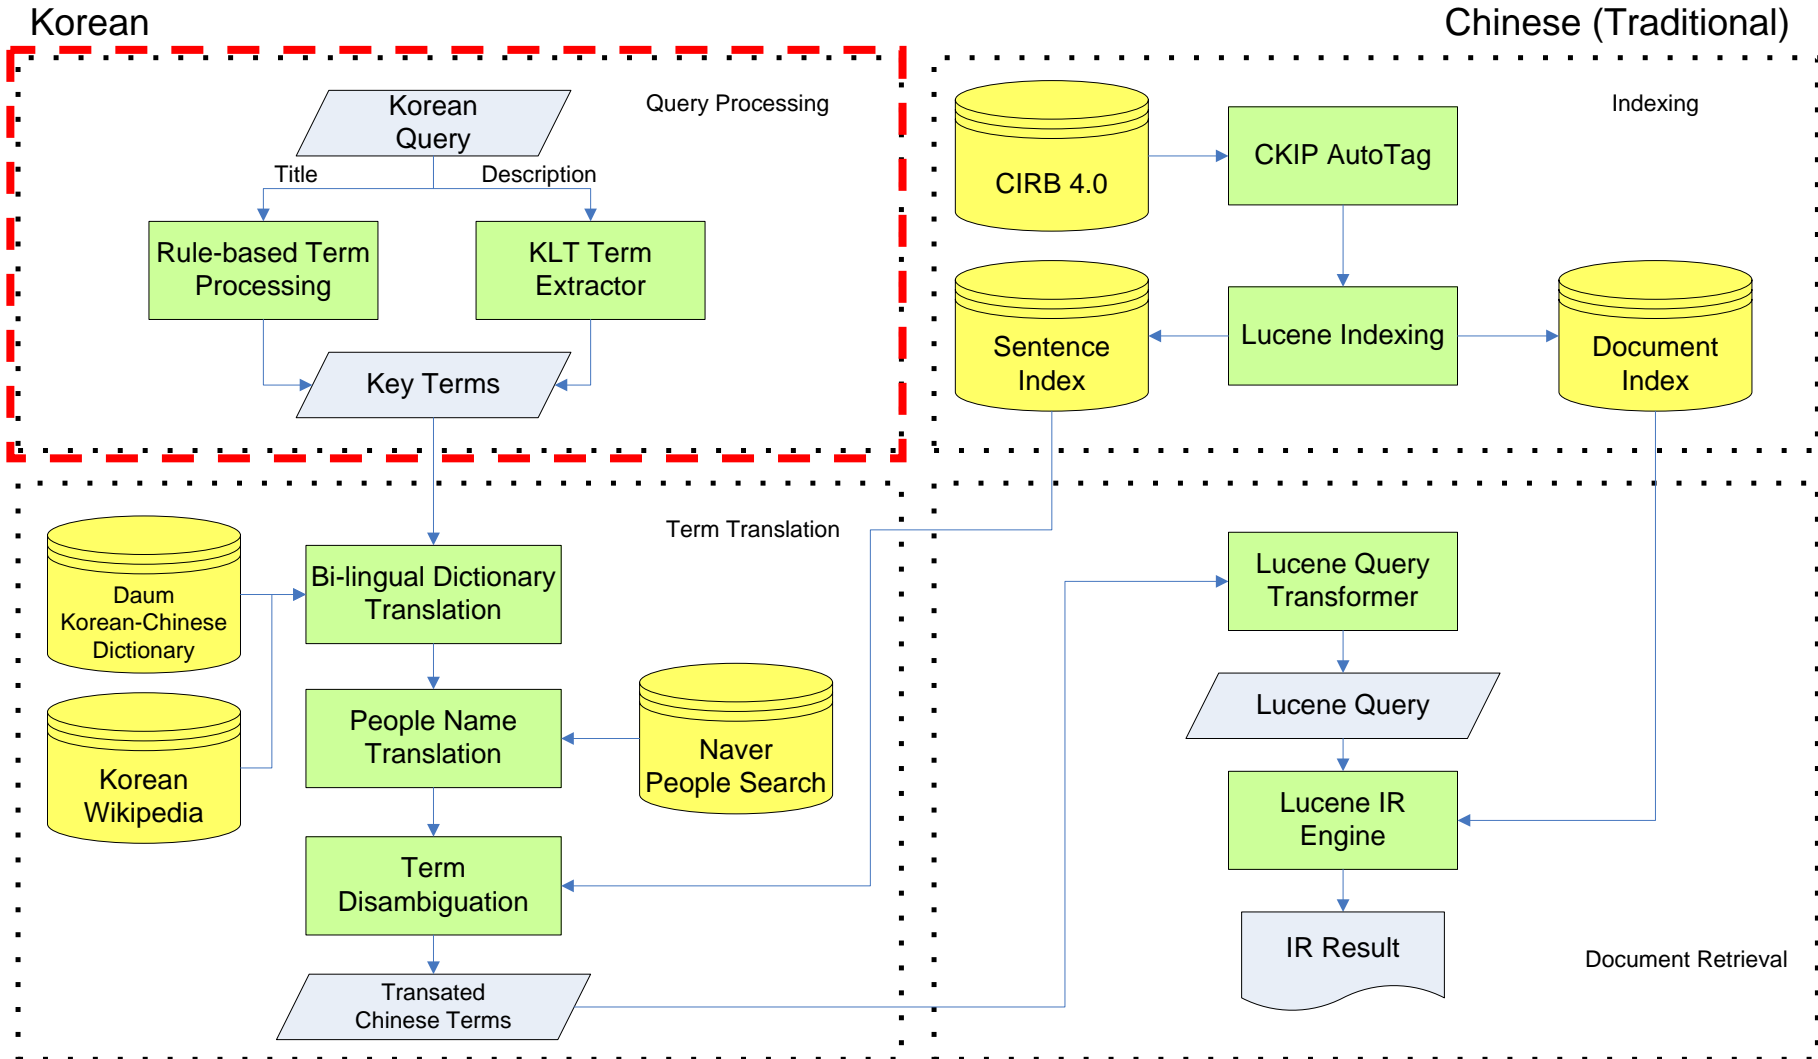 Korean
Chinese (Traditional)
Query Processing
Korean
Query
Title
Description
Rule-based Term
Processing
KLT Term
Extractor
Key Terms
Indexing
CIRB 4.0
CKIP AutoTag
Sentence
Index
Lucene Indexing
Document
Index
Term Translation
Daum
Korean-Chinese
Dictionary
Bi-lingual Dictionary
Translation
Korean
Wikipedia
People Name
Translation
Naver
People Search
Term
Disambiguation
Transated
Chinese Terms
Lucene Query
Transformer
Lucene Query
Lucene IR
Engine
IR Result
Document Retrieval